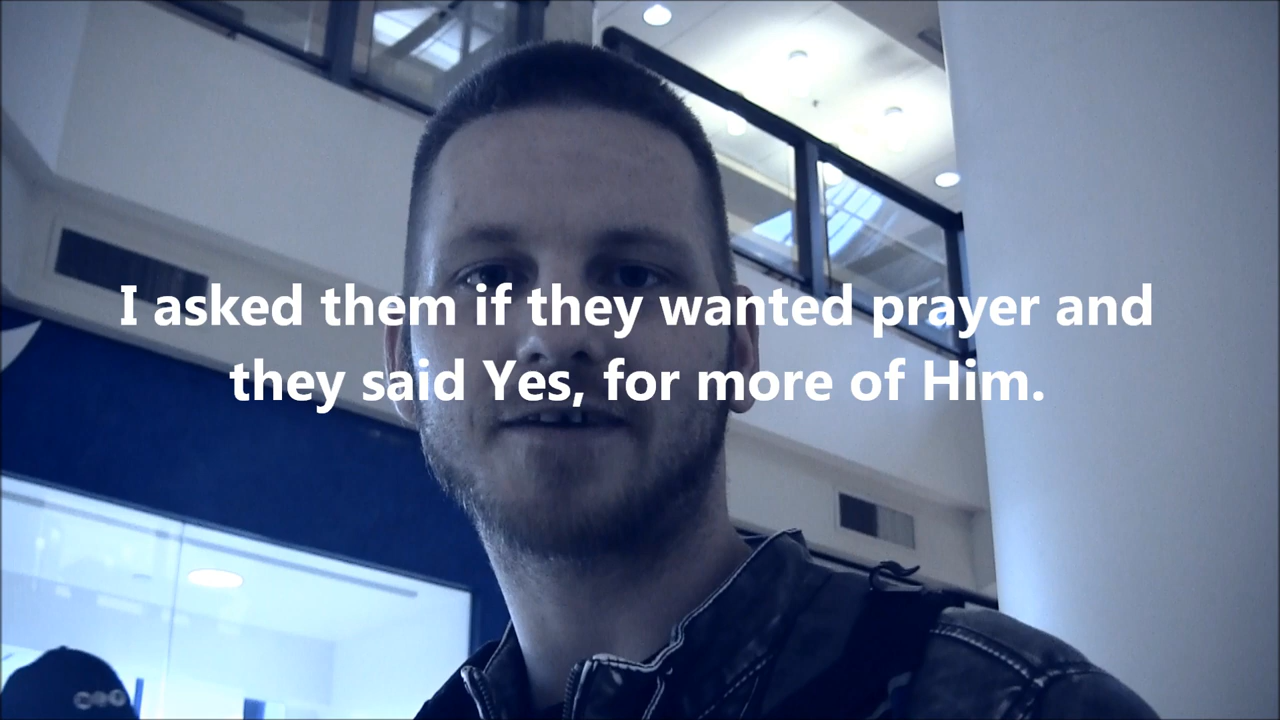 I asked them if they wanted prayer and
they said Yes, for more of Him.